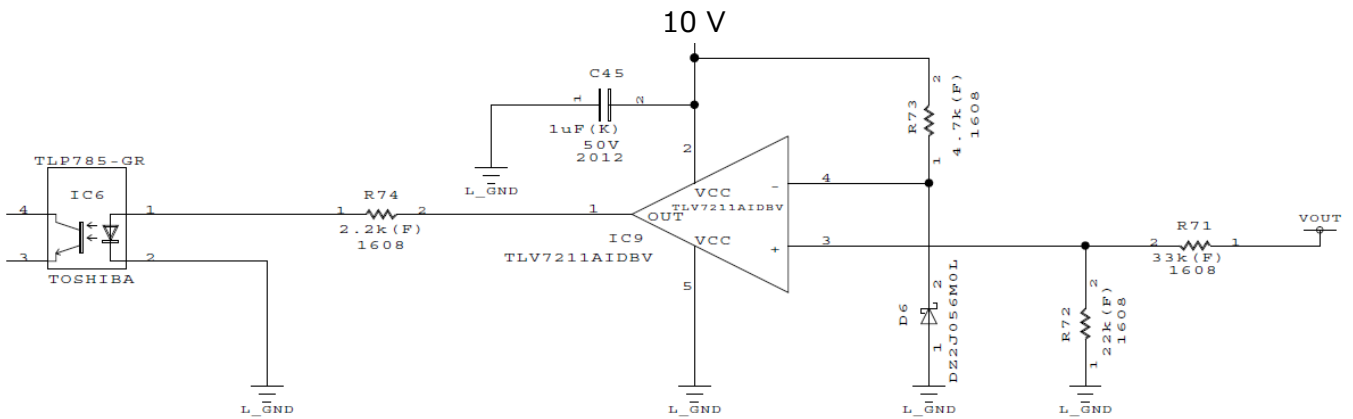 10 V
C45
1
2
1uF(K)
50V
2012
L_GND
TLP785-GR
IC6
4
1
3
2
TOSHIBA
L_GND
R74
1
2
2.2k(F)
1608
1
OUT
2
VCC
TLV7211AIDBV
VCC
IC9
TLV7211AIDBV
5
-
+
4
3
L_GND
2
R73
4.7k(F)
1608
1
2
D6
DZ2J056M0L
1
L_GND
2
R72
22k(F)
1608
1
L_GND
R71
2
1
33k(F)
1608
VOUT